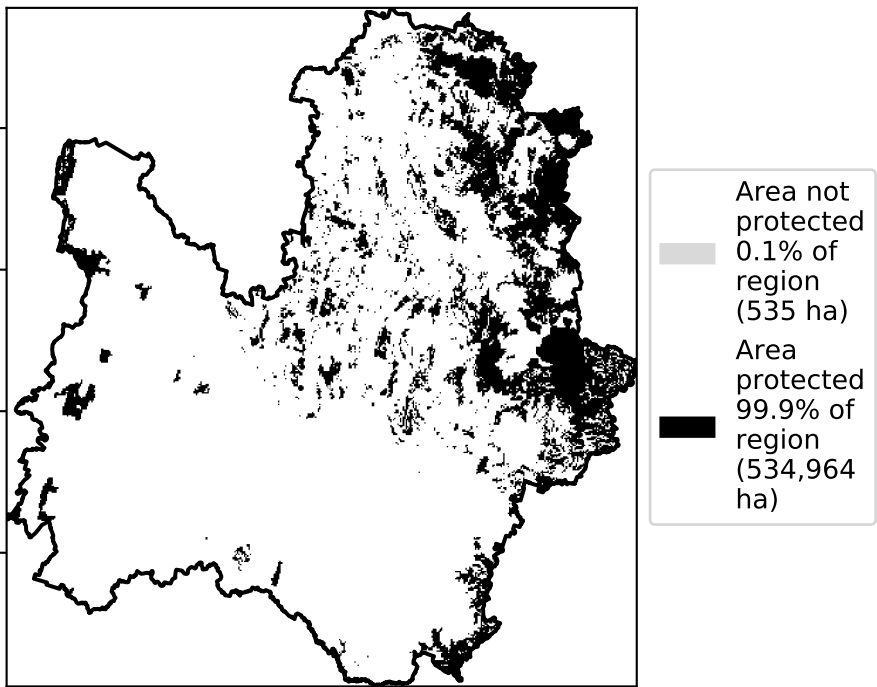 Area not
protected
0.1% of
region
(535 ha)
Area
protected
99.9% of
region
(534,964
ha)